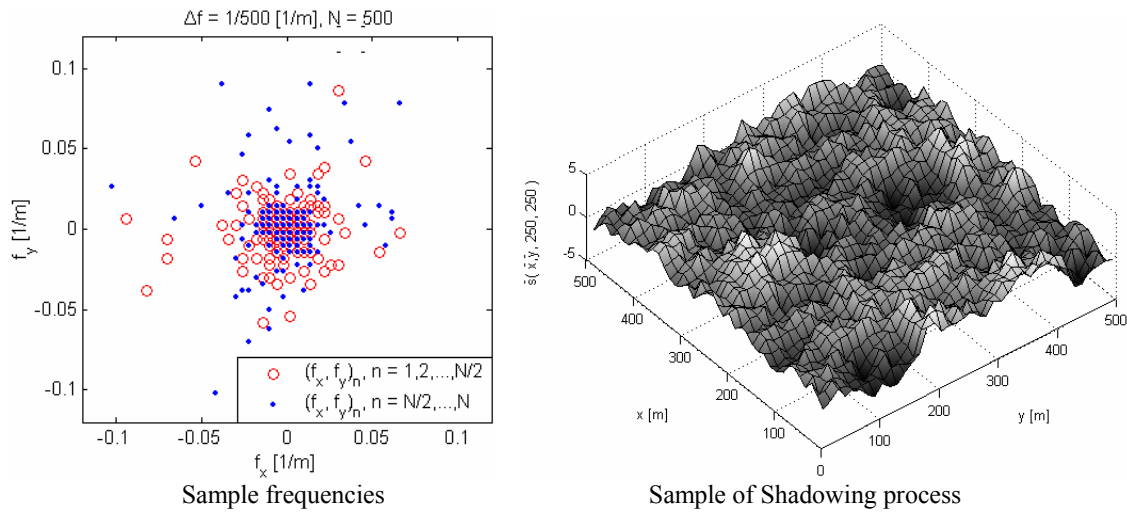 Δf = 1/500 [1/m], N = 500
0.1
0.05
0
-0.05
-0.1
f_y [1/m]
(f_x, f_y)_n, n = 1,2,...,N/2
(f_x, f_y)_n, n = N/2,...,N
-0.1
-0.05
0
0.05
0.1
f_x [1/m]
Sample frequencies
5
0
-5
ŝ( x̂,ŷ, 250, 250 )
500
400
300
200
100
0
x [m]
100
200
300
400
500
y [m]
Sample of Shadowing process